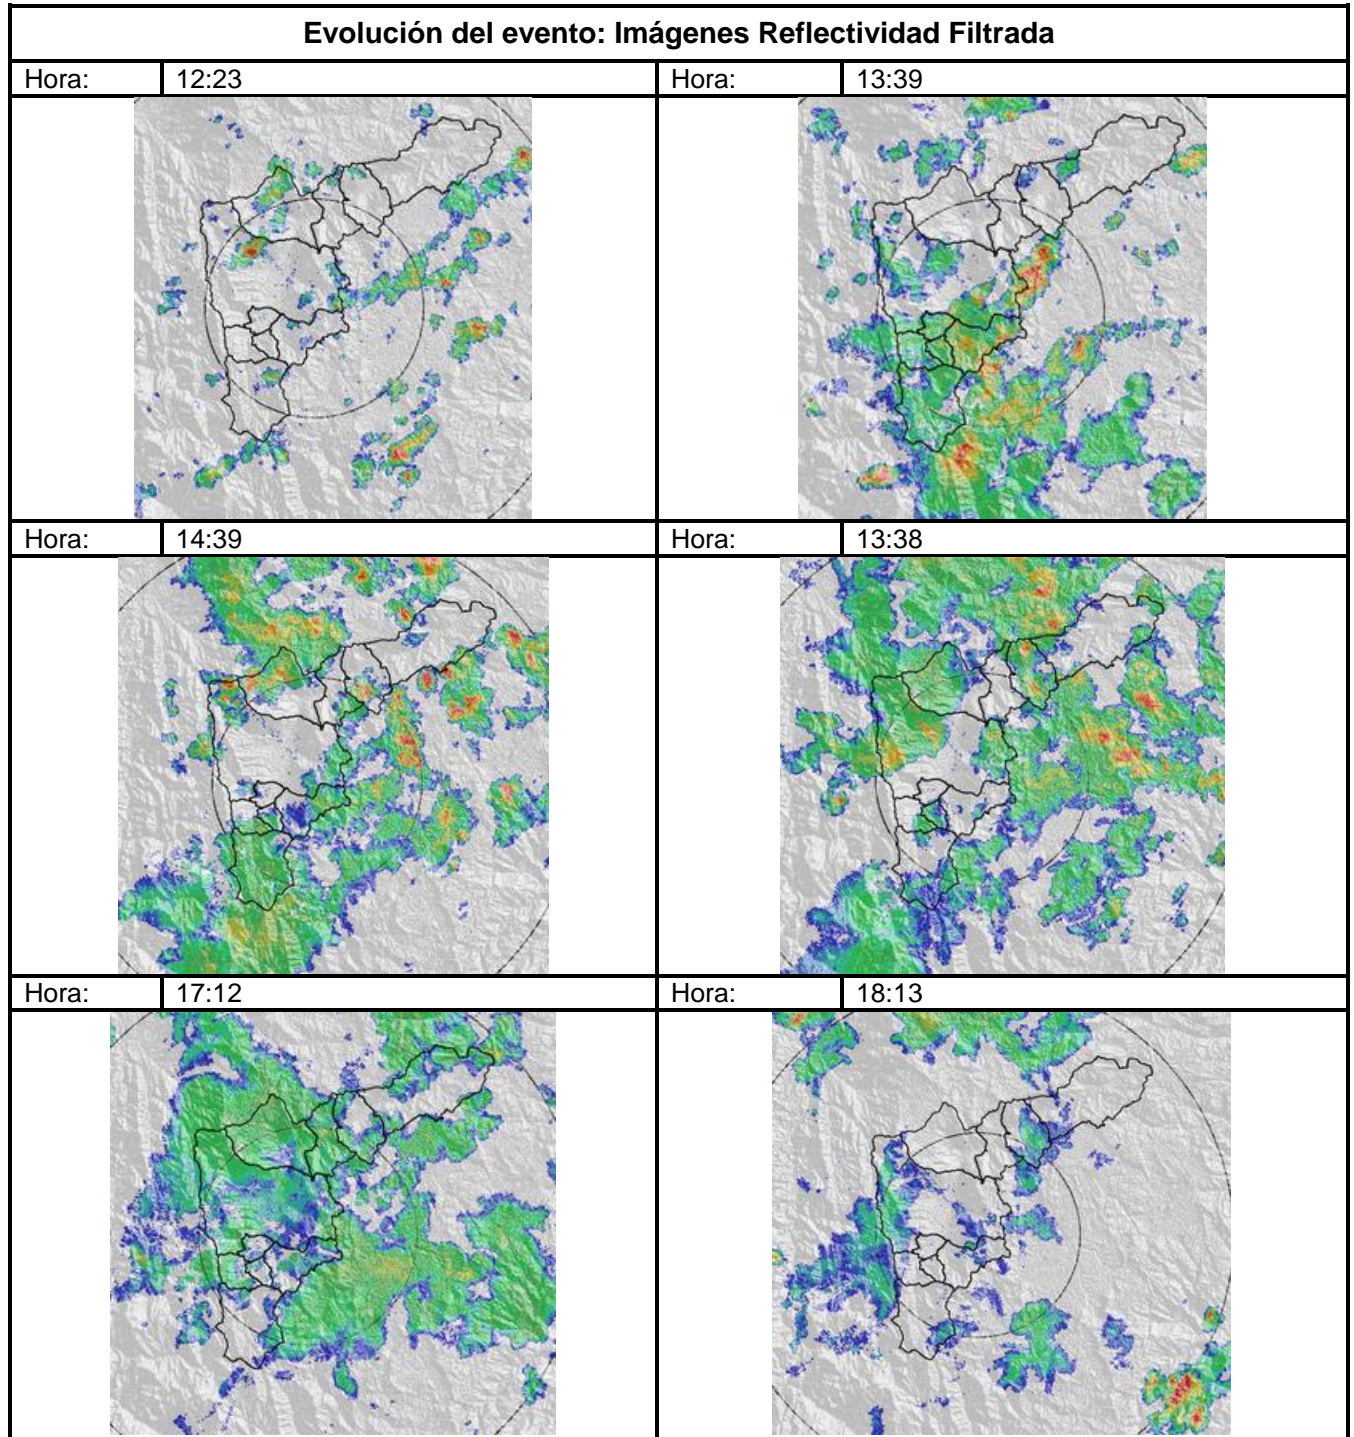 Evolución del evento: Imágenes Reflectividad Filtrada
Hora: 12:23 Hora: 13:39
Hora: 14:39 Hora: 13:38
Hora: 17:12 Hora: 18:13